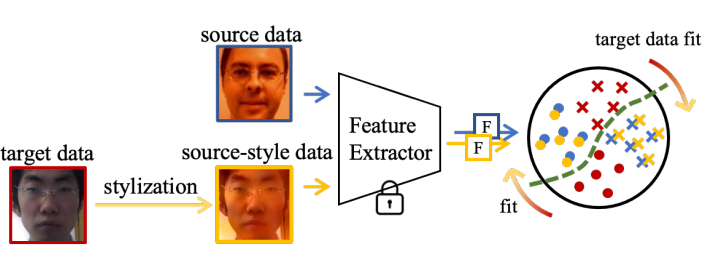 source data
target data fit
Feature
Extractor
F
F
target data
source-style data
stylization
fit